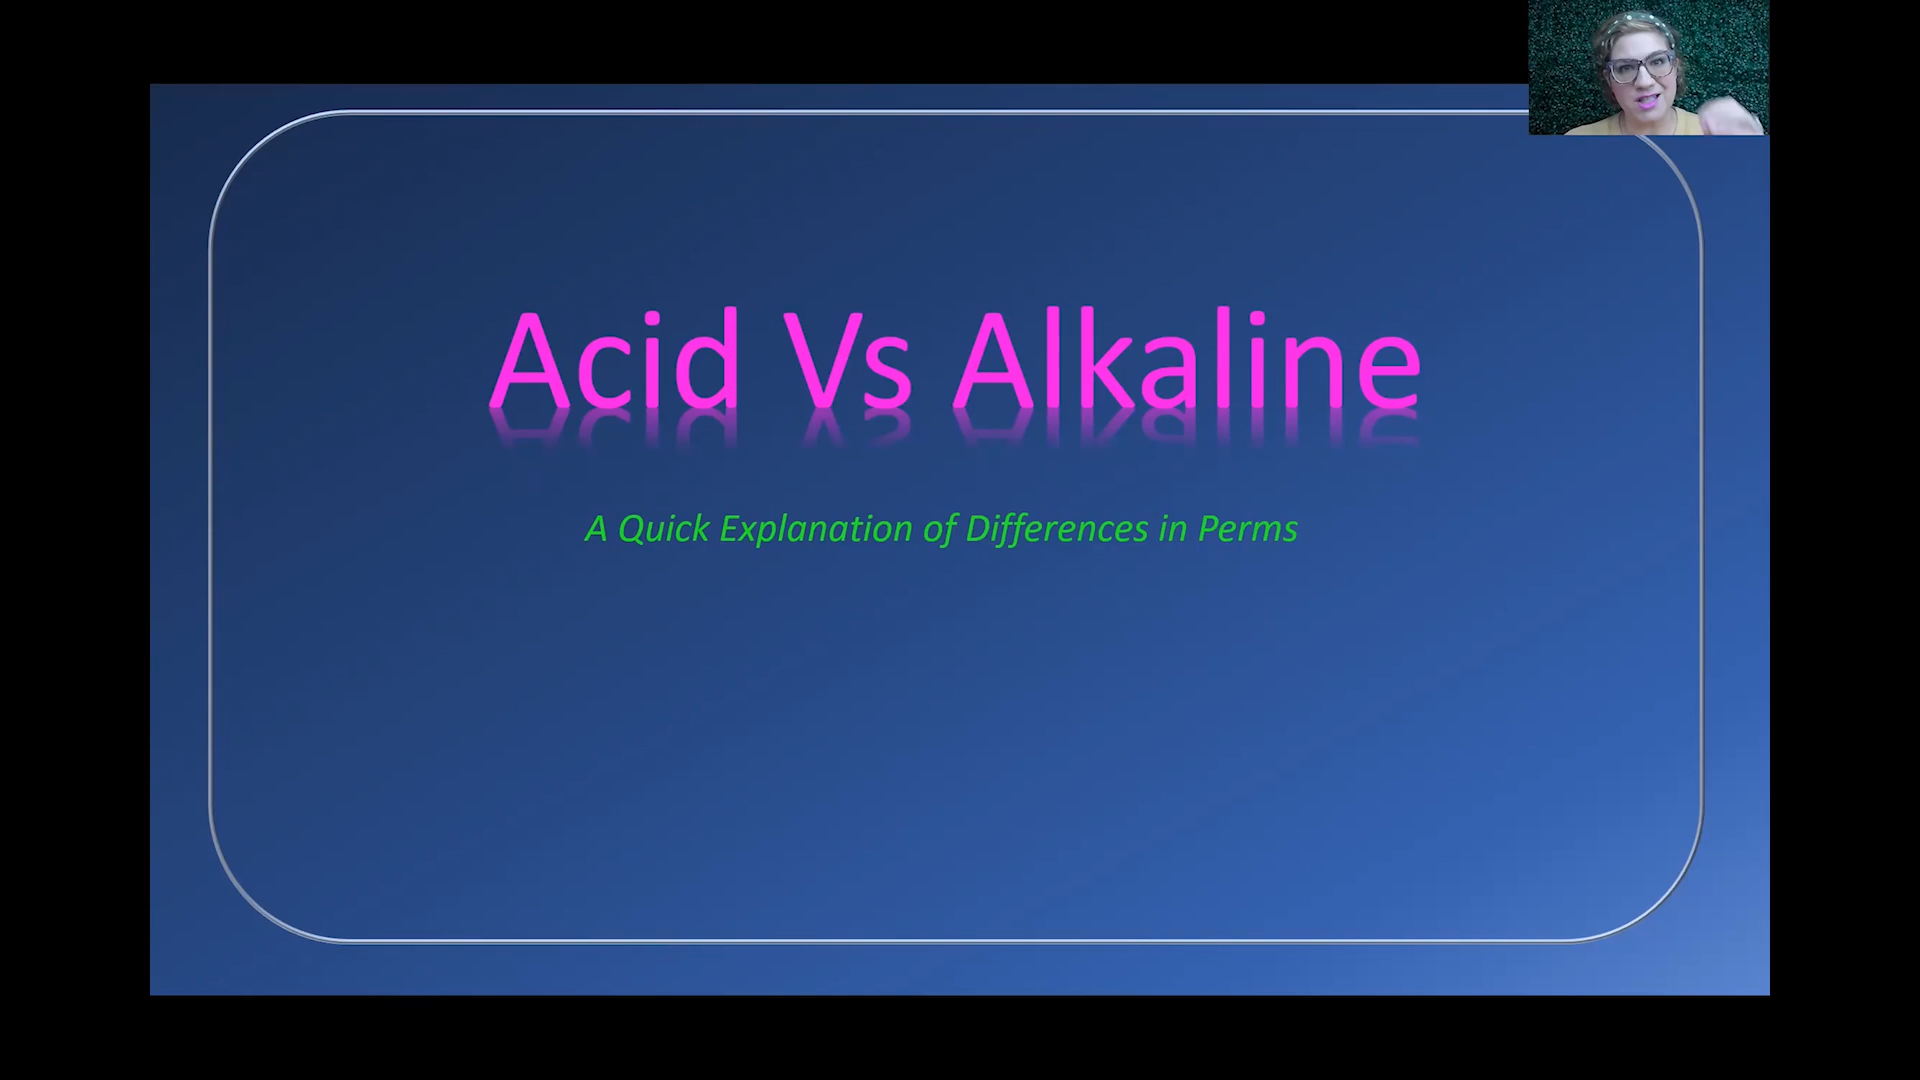 Acid Vs Alkaline
A Quick Explanation of Differences in Perms